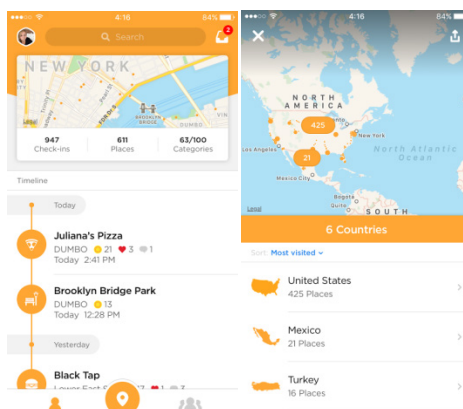 4:16
84%
2
Search
NEW YORK
BROOKLYN BRIDGE
DUMBO
Legal
947 611 63/100
Check-ins Places Categories
Timeline
Today
Juliana's Pizza
DUMBO 21 3 1
Today 2:41 PM
Brooklyn Bridge Park
DUMBO 13
Today 12:28 PM
Yesterday
Black Tap
4:16
84%
NORTH
AMERICA
425
New York
Los Angeles
North Atlantic
Ocean
21
Mexico City
Bogotá
Quito
Legal
SOUTH
6 Countries
Sort: Most visited
United States
425 Places
Mexico
21 Places
Turkey
16 Places